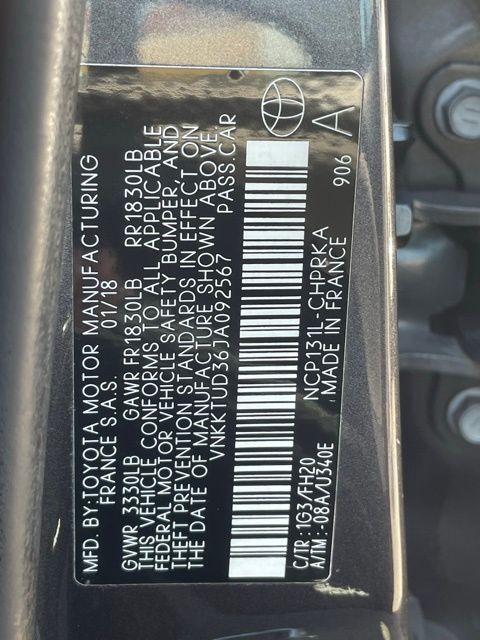 MFD. BY: TOYOTA MOTOR MANUFACTURING
FRANCE S.A.S. 01/18
GVWR 3330LB GAWR FR1830LB RR1830LB
THIS VEHICLE CONFORMS TO ALL APPLICABLE
FEDERAL MOTOR VEHICLE SAFETY BUMPER, AND
THEFT PREVENTION STANDARDS IN EFFECT ON
THE DATE OF MANUFACTURE SHOWN ABOVE.
VNKKTUD36JA092567 PASS.CAR
C/TR : 1G3/FH20 NCP131L-CHPRKA
A/TM : -08A/U340E MADE IN FRANCE
906 A